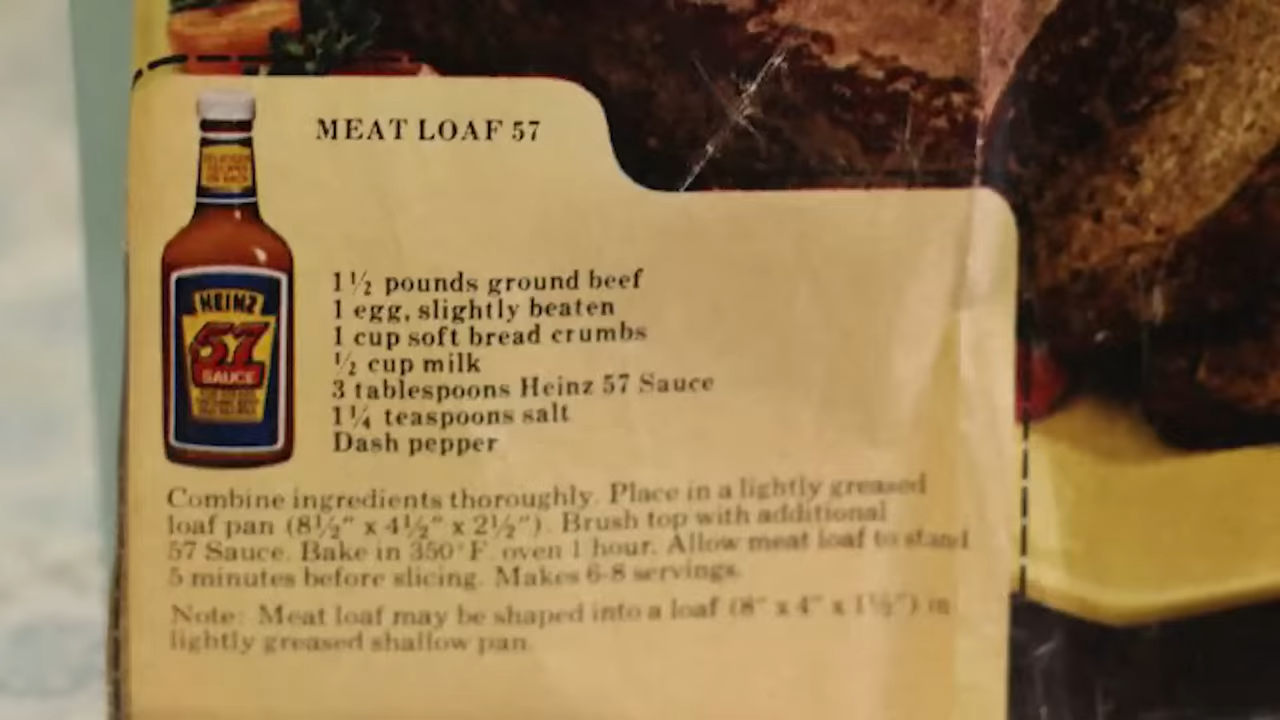 MEAT LOAF 57
HEINZ
57
SAUCE
1½ pounds ground beef
1 egg, slightly beaten
1 cup soft bread crumbs
½ cup milk
3 tablespoons Heinz 57 Sauce
1¼ teaspoons salt
Dash pepper
Combine ingredients thoroughly. Place in a lightly greased
loaf pan (8½" x 4½" x 2½"). Brush top with additional
57 Sauce. Bake in 350°F. oven 1 hour. Allow meat loaf to stand
5 minutes before slicing. Makes 6-8 servings.
Note: Meat loaf may be shaped into a loaf (8" x 4" x 1½") in
lightly greased shallow pan.